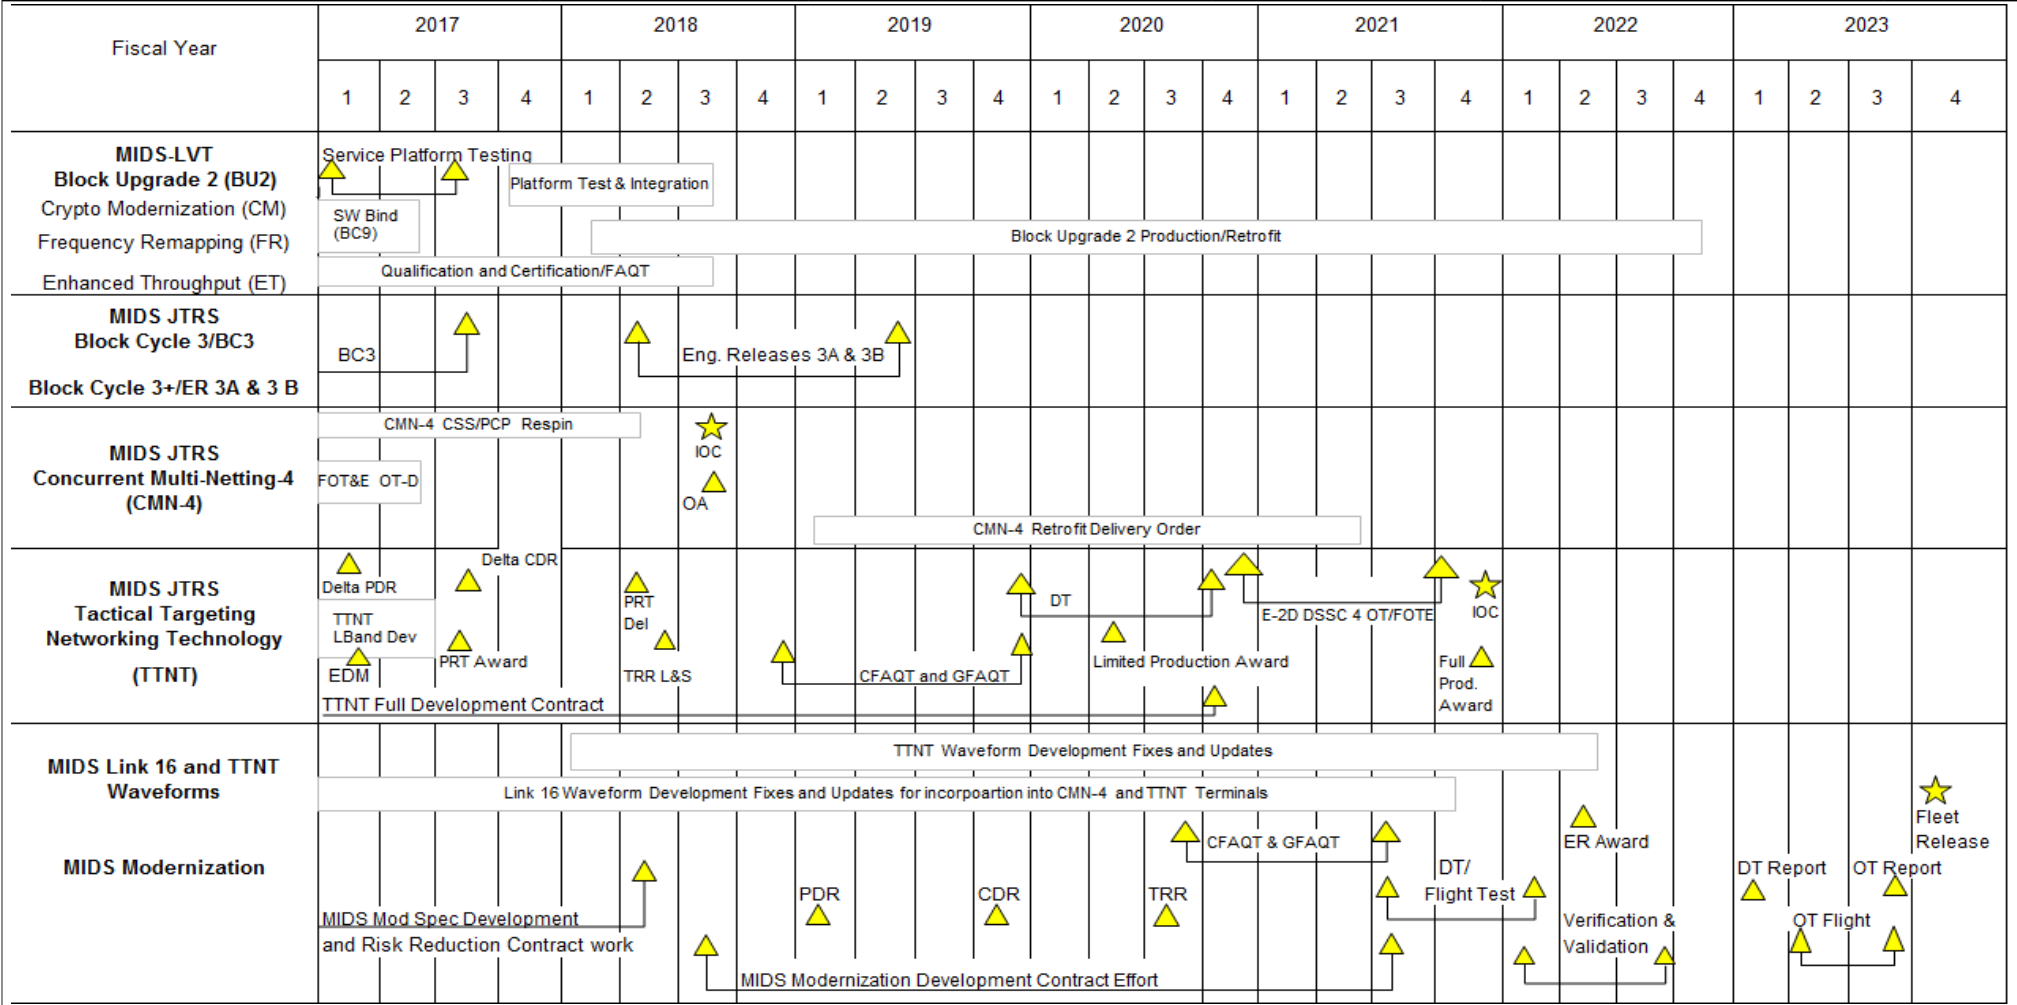 Fiscal Year
2017 2018 2019 2020 2021 2022 2023
1 2 3 4 1 2 3 4 1 2 3 4 1 2 3 4 1 2 3 4 1 2 3 4 1 2 3 4
MIDS-LVT
Block Upgrade 2 (BU2)
Crypto Modernization (CM)
Frequency Remapping (FR)
Enhanced Throughput (ET)
Service Platform Testing
Platform Test & Integration
SW Bind
(BC9)
Block Upgrade 2 Production/Retrofit
Qualification and Certification/FAQT
MIDS JTRS
Block Cycle 3/BC3
Block Cycle 3+/ER 3A & 3 B
BC3
Eng. Releases 3A & 3B
MIDS JTRS
Concurrent Multi-Netting-4
(CMN-4)
CMN-4 CSS/PCP Respin
IOC
FOT&E OT-D
OA
CMN-4 Retrofit Delivery Order
MIDS JTRS
Tactical Targeting
Networking Technology
(TTNT)
Delta PDR
Delta CDR
TTNT
LBand Dev
EDM
PRT Award
PRT
Del
TRR L&S
CFAQT and GFAQT
DT
Limited Production Award
E-2D DSSC 4 OT/FOTE
IOC
Full
Prod.
Award
TTNT Full Development Contract
MIDS Link 16 and TTNT
Waveforms
TTNT Waveform Development Fixes and Updates
Link 16 Waveform Development Fixes and Updates for incorpoartion into CMN-4 and TTNT Terminals
MIDS Modernization
MIDS Mod Spec Development
and Risk Reduction Contract work
PDR
CDR
TRR
CFAQT & GFAQT
DT/
Flight Test
MIDS Modernization Development Contract Effort
ER Award
Verification &
Validation
DT Report
OT Report
OT Flight
Fleet
Release